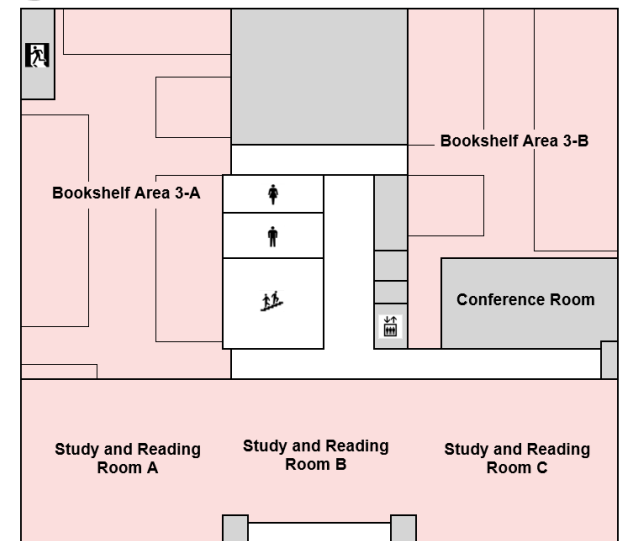 Bookshelf Area 3-B
Bookshelf Area 3-A
Conference Room
Study and Reading
Room A
Study and Reading
Room B
Study and Reading
Room C